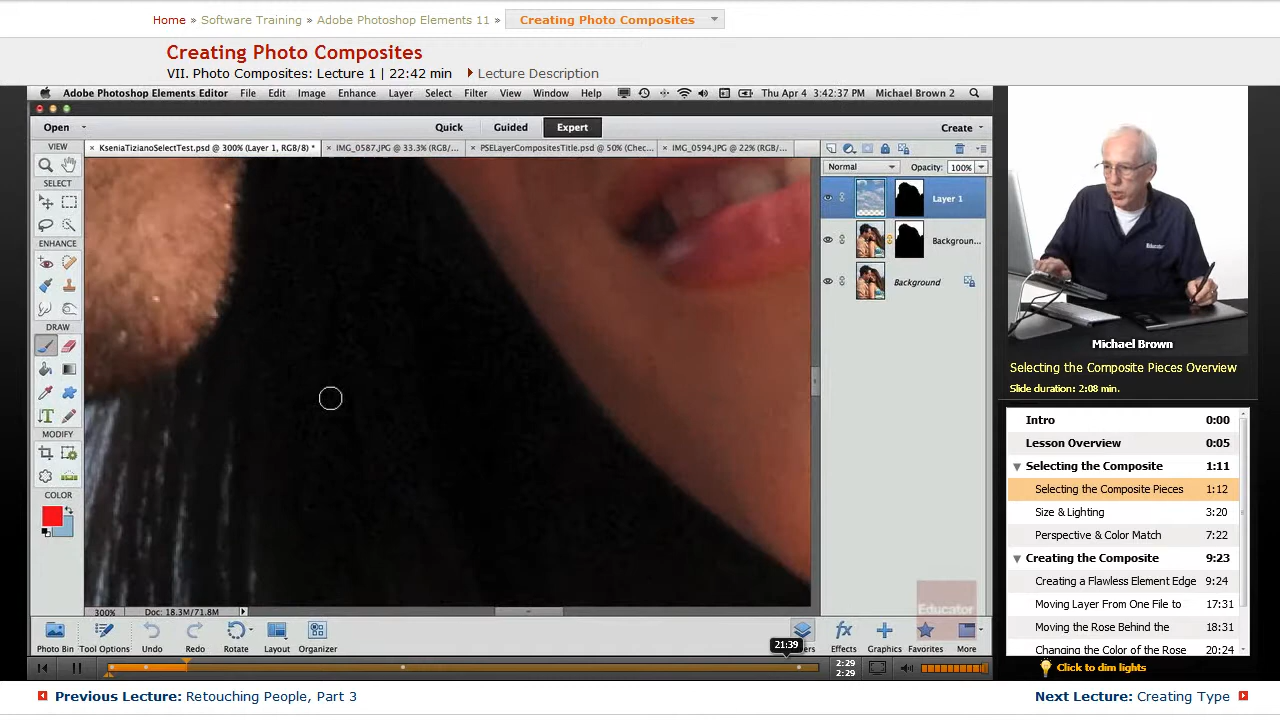 Home » Software Training » Adobe Photoshop Elements 11 » Creating Photo Composites
Creating Photo Composites
VII. Photo Composites: Lecture 1 | 22:42 min Lecture Description
Adobe Photoshop Elements Editor File Edit Image Enhance Layer Select Filter View Window Help Thu Apr 4 3:42:37 PM Michael Brown 2
Open Quick Guided Expert Create
VIEW × KseniaTizianoSelectTest.psd @ 300% (Layer 1, RGB/8) * × IMG_0587.JPG @ 33.3% (RGB/... × PSELayerCompositesTitle.psd @ 50% (Chec... × IMG_0594.JPG @ 22% (RGB/...
Normal Opacity: 100%
SELECT
Layer 1
ENHANCE
Backgroun...
Background
DRAW
MODIFY
COLOR
300% Doc: 18.3M/71.8M
Educator
Photo Bin Tool Options Undo Redo Rotate Layout Organizer Effects Graphics Favorites More
21:39
2:29
2:29
Educator
Michael Brown
Selecting the Composite Pieces Overview
Slide duration: 2:08 min.
Intro 0:00
Lesson Overview 0:05
Selecting the Composite 1:11
Selecting the Composite Pieces 1:12
Size & Lighting 3:20
Perspective & Color Match 7:22
Creating the Composite 9:23
Creating a Flawless Element Edge 9:24
Moving Layer From One File to 17:31
Moving the Rose Behind the 18:31
Changing the Color of the Rose 20:24
Click to dim lights
Previous Lecture: Retouching People, Part 3
Next Lecture: Creating Type